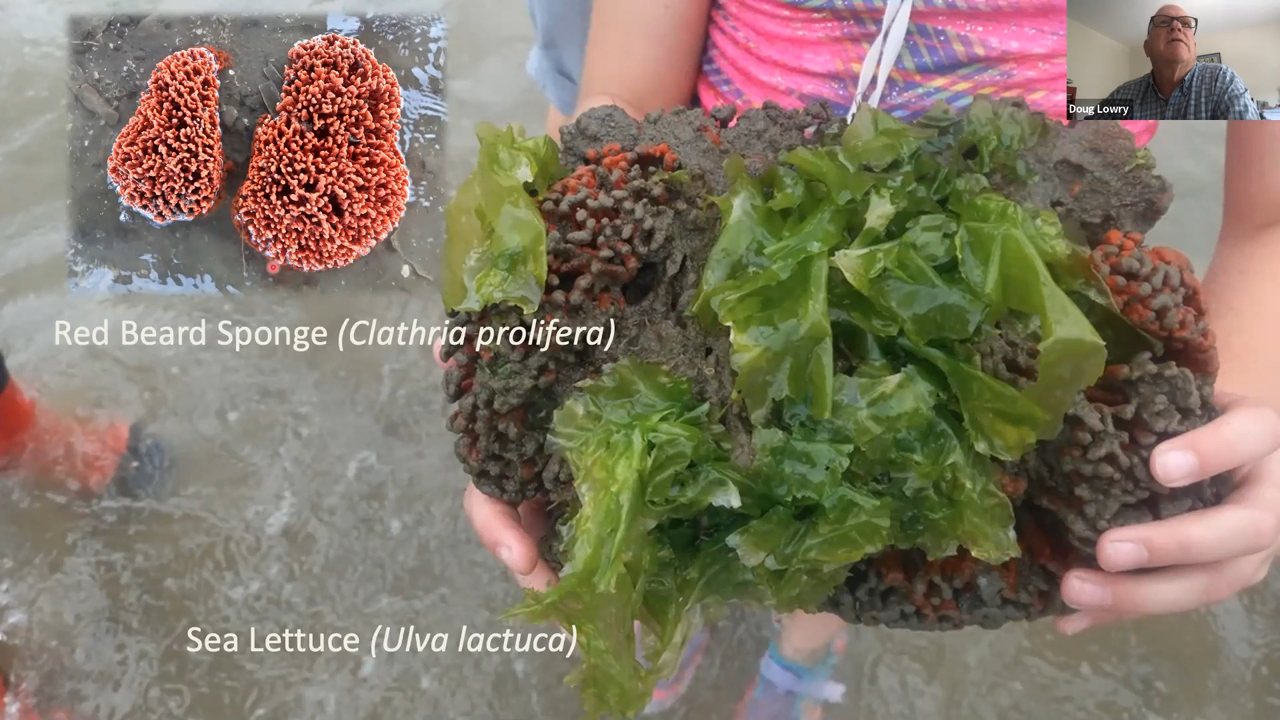 Doug Lowry
Red Beard Sponge (Clathria prolifera)
Sea Lettuce (Ulva lactuca)